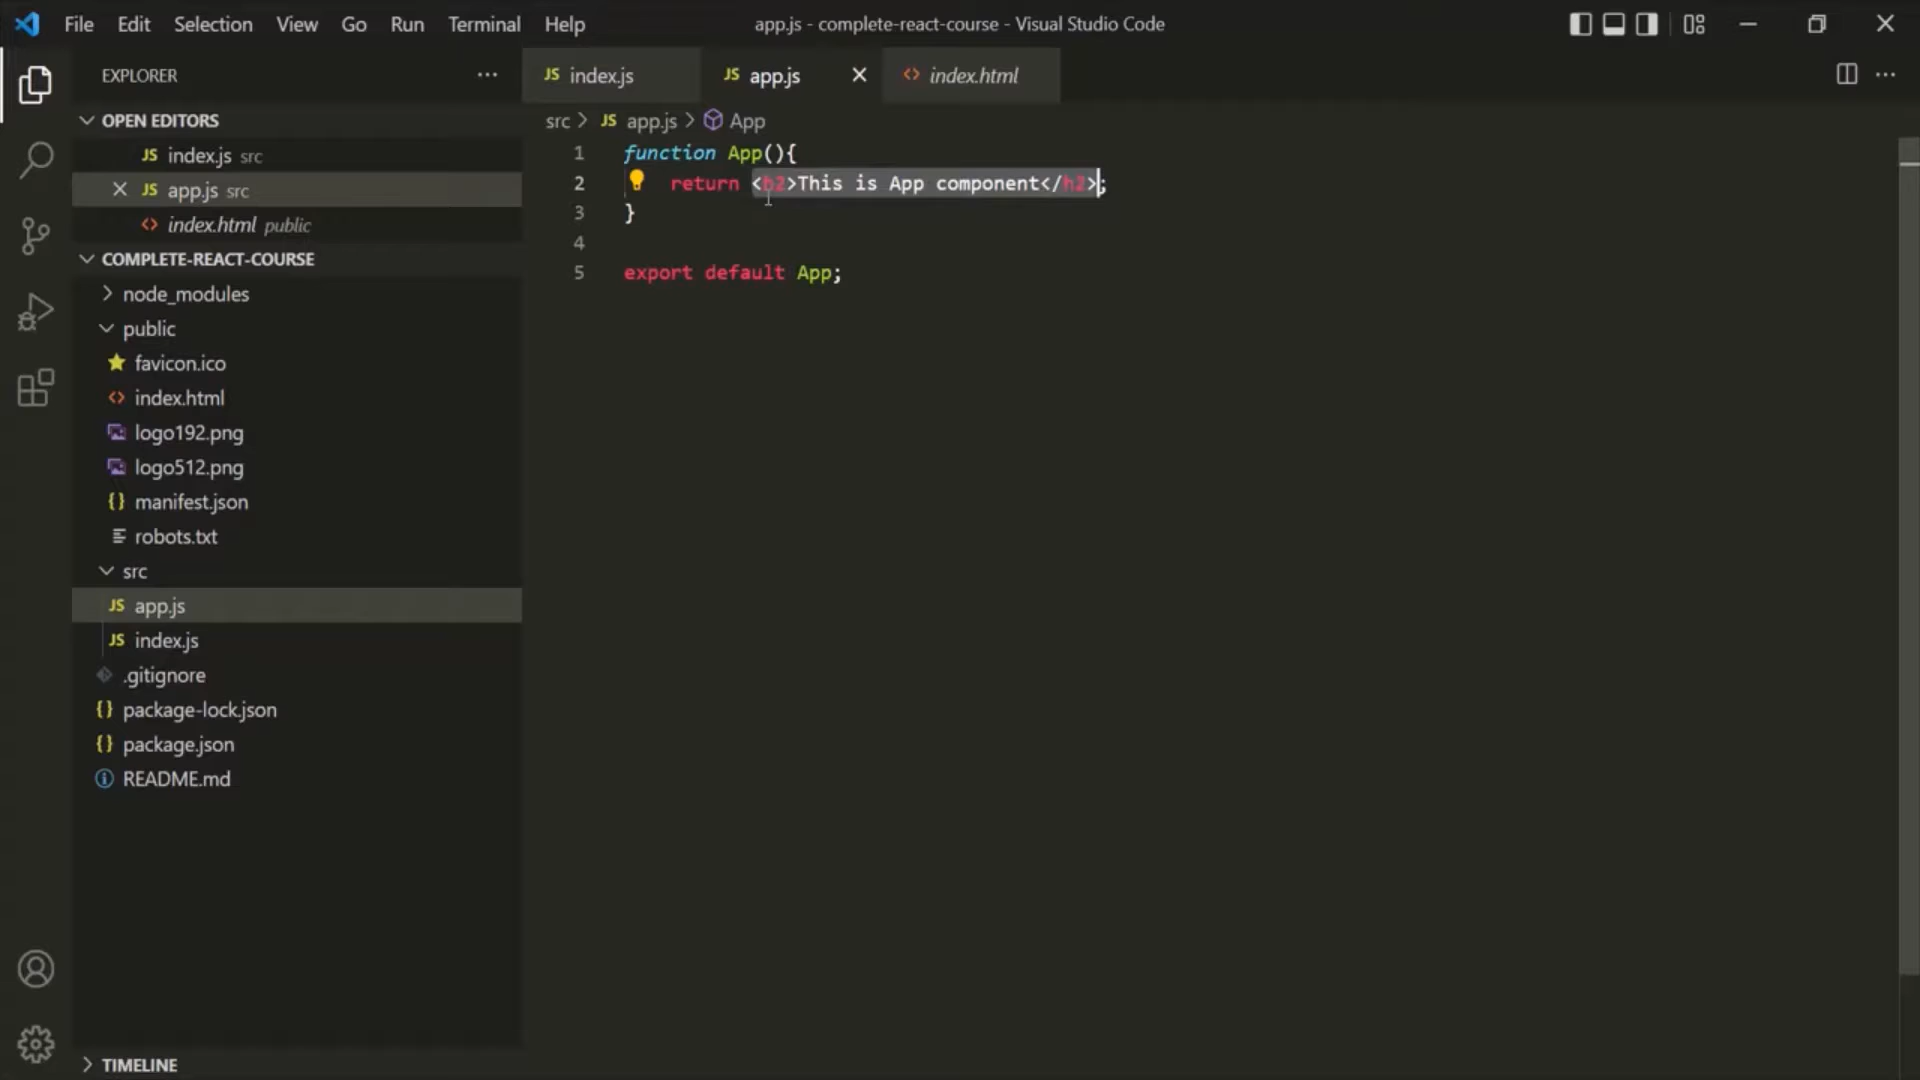 File Edit Selection View Go Run Terminal Help
app.js - complete-react-course - Visual Studio Code
EXPLORER
OPEN EDITORS
JS index.js src
JS app.js src
index.html public
COMPLETE-REACT-COURSE
node_modules
public
favicon.ico
index.html
logo192.png
logo512.png
{} manifest.json
robots.txt
src
JS app.js
JS index.js
.gitignore
{} package-lock.json
{} package.json
README.md
TIMELINE
JS index.js
JS app.js
index.html
src > JS app.js > App
1 function App(){
2 return <h2>This is App component</h2>;
3 }
4
5 export default App;